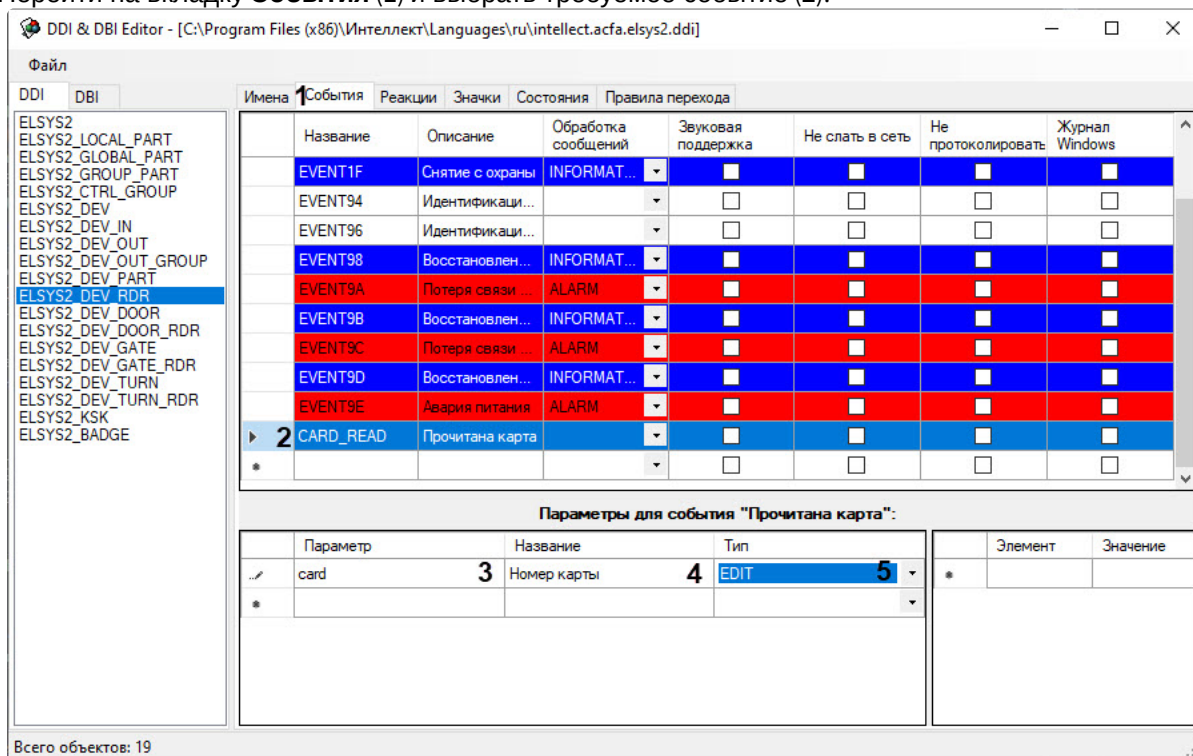 Перейти на вкладку События (1) и выбрать требуемое событие (2).
DDI & DBI Editor - [C:\Program Files (x86)\Интеллект\Languages\ru\intellect.acfa.elsys2.ddi]
Файл
DDI DBI
Имена 1 События Реакции Значки Состояния Правила перехода
ELSYS2
ELSYS2_LOCAL_PART
ELSYS2_GLOBAL_PART
ELSYS2_GROUP_PART
ELSYS2_CTRL_GROUP
ELSYS2_DEV
ELSYS2_DEV_IN
ELSYS2_DEV_OUT
ELSYS2_DEV_OUT_GROUP
ELSYS2_DEV_PART
ELSYS2_DEV_RDR
ELSYS2_DEV_DOOR
ELSYS2_DEV_DOOR_RDR
ELSYS2_DEV_GATE
ELSYS2_DEV_GATE_RDR
ELSYS2_DEV_TURN
ELSYS2_DEV_TURN_RDR
ELSYS2_KSK
ELSYS2_BADGE
Название Описание Обработка сообщений Звуковая поддержка Не слать в сеть Не протоколировать Журнал Windows
EVENT1F Снятие с охраны INFORMAT...
EVENT94 Идентификаци...
EVENT96 Идентификаци...
EVENT98 Восстановлен... INFORMAT...
EVENT9A Потеря связи ... ALARM
EVENT9B Восстановлен... INFORMAT...
EVENT9C Потеря связи ... ALARM
EVENT9D Восстановлен... INFORMAT...
EVENT9E Авария питания ALARM
2 CARD_READ Прочитана карта
Параметры для события "Прочитана карта":
Параметр Название Тип
card 3 Номер карты 4 EDIT 5
Элемент Значение
Всего объектов: 19